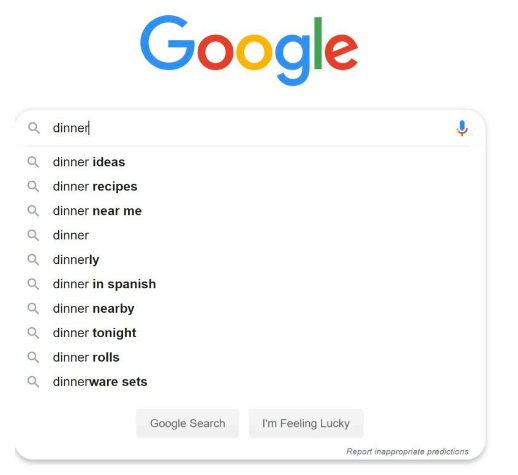 Google
dinner
dinner ideas
dinner recipes
dinner near me
dinner
dinnerly
dinner in spanish
dinner nearby
dinner tonight
dinner rolls
dinnerware sets
Google Search I'm Feeling Lucky
Report inappropriate predictions